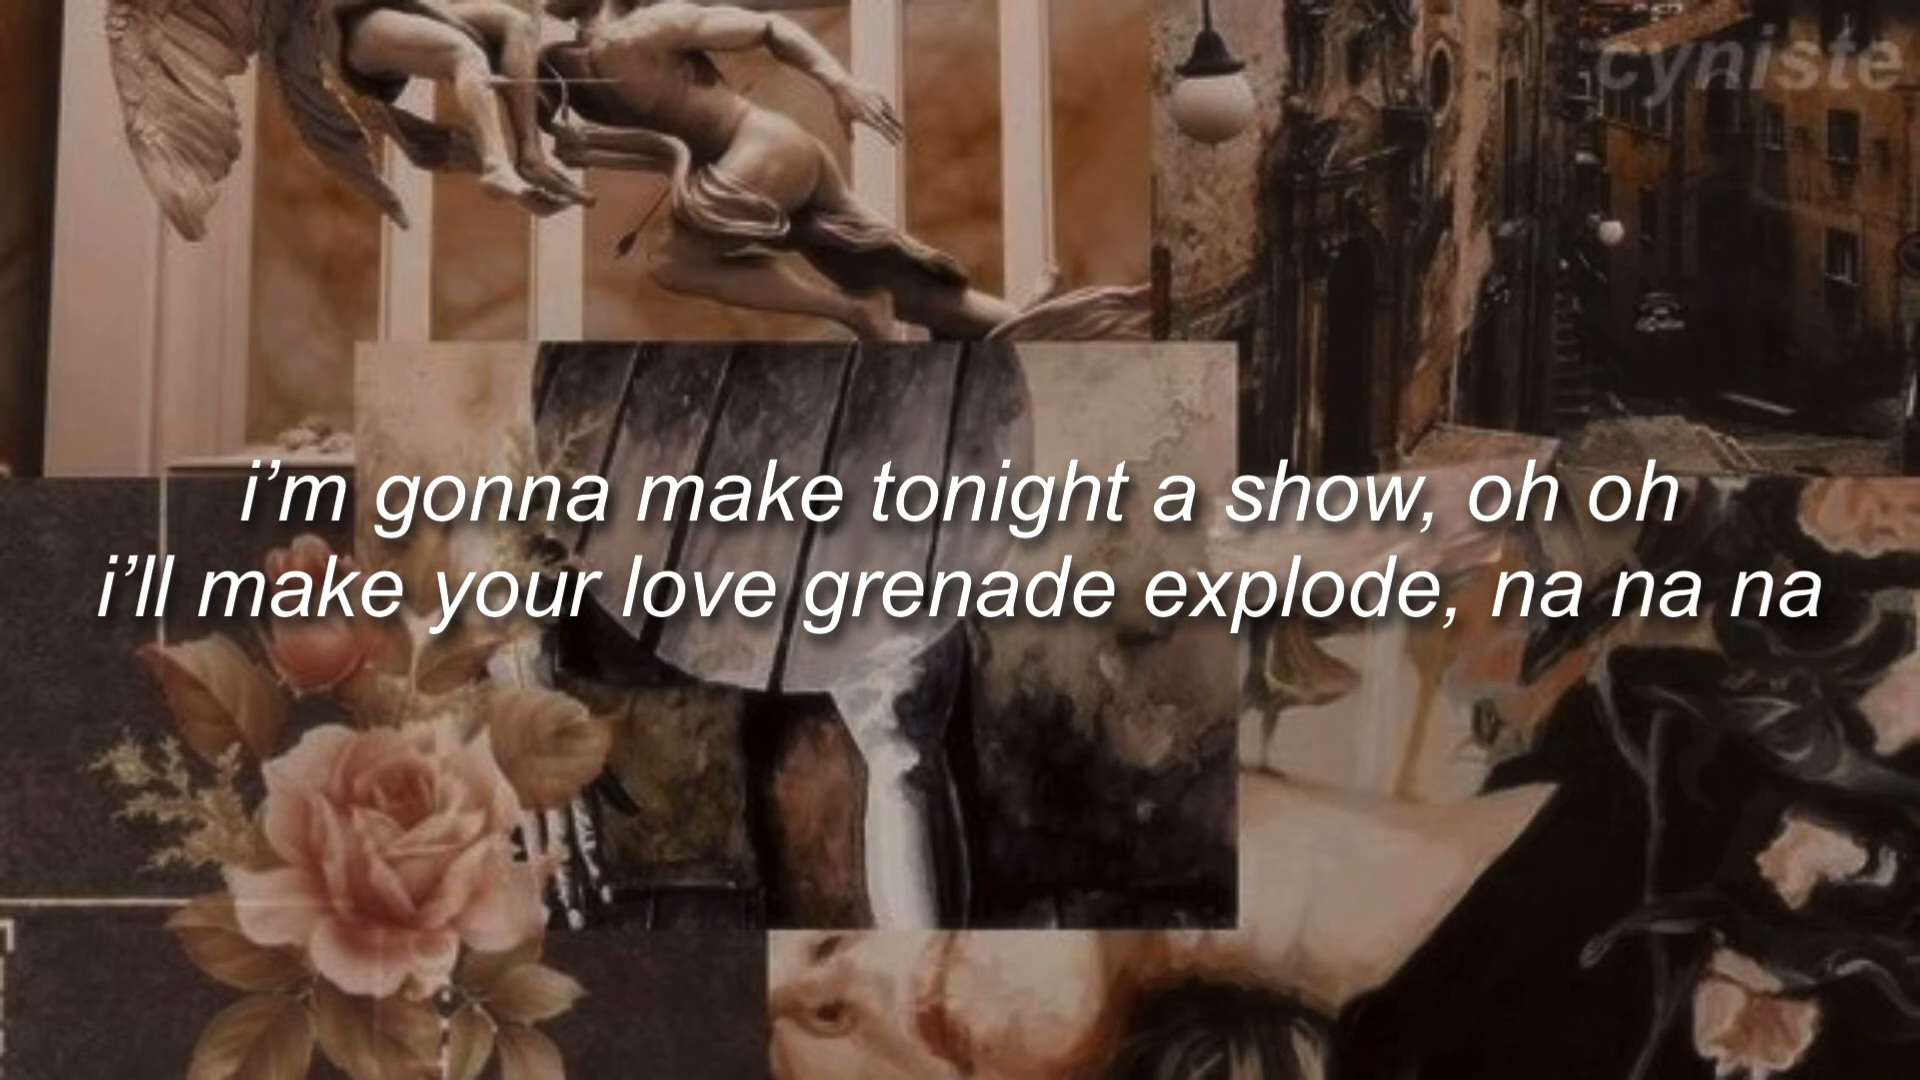 cyniste
i’m gonna make tonight a show, oh oh
i’ll make your love grenade explode, na na na